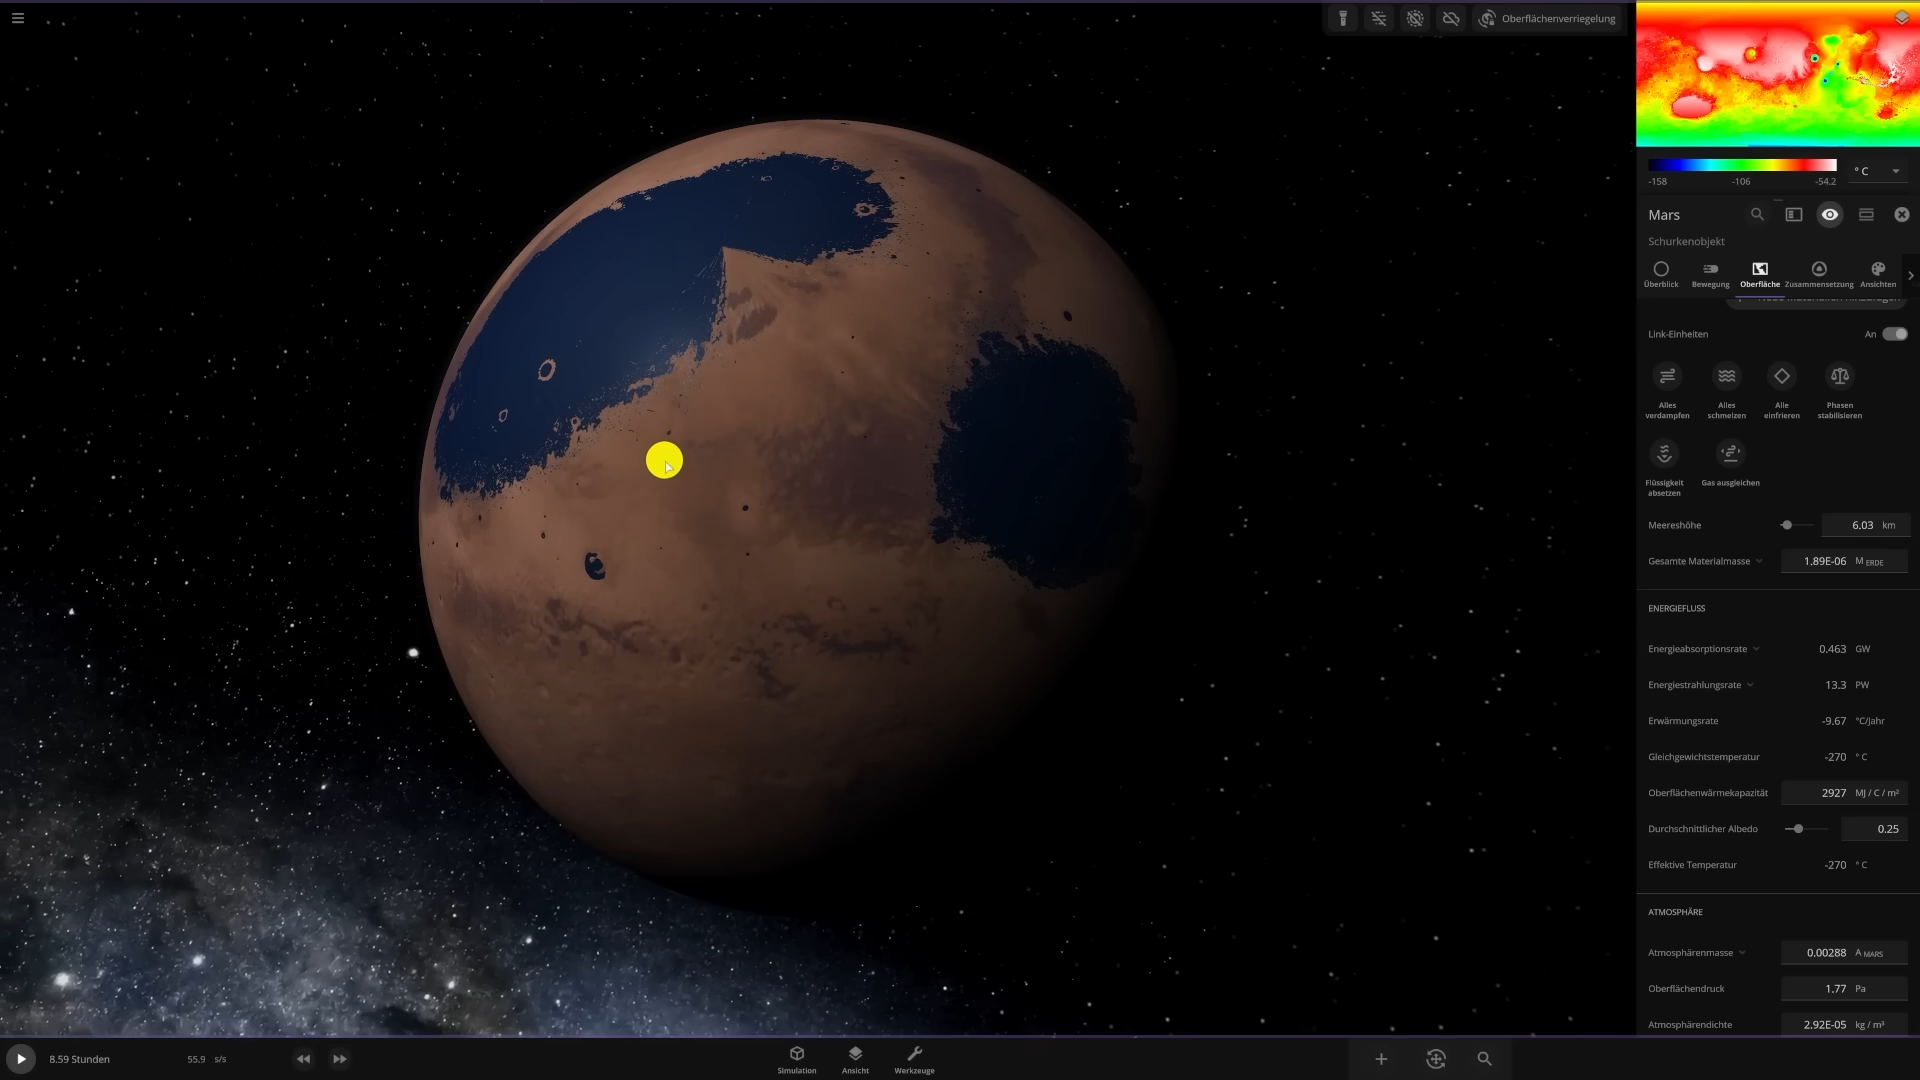 Oberflächenverriegelung
-158 -106 -54.2 ° C
Mars
Schurkenobjekt
Überblick Bewegung Oberfläche Zusammensetzung Ansichten
Link-Einheiten An
Alles verdampfen
Alles schmelzen
Alle einfrieren
Phasen stabilisieren
Flüssigkeit absetzen
Gas ausgleichen
Meereshöhe 6.03 km
Gesamte Materialmasse 1.89E-06 M ERDE
ENERGIEFLUSS
Energieabsorptionsrate 0.463 GW
Energiestrahlungsrate 13.3 PW
Erwärmungsrate -9.67 °C/Jahr
Gleichgewichtstemperatur -270 ° C
Oberflächenwärmekapazität 2927 MJ / C / m²
Durchschnittlicher Albedo 0.25
Effektive Temperatur -270 ° C
ATMOSPHÄRE
Atmosphärenmasse 0.00288 A MARS
Oberflächendruck 1.77 Pa
Atmosphärendichte 2.92E-05 kg / m³
8.59 Stunden 55.9 s/s
Simulation Ansicht Werkzeuge